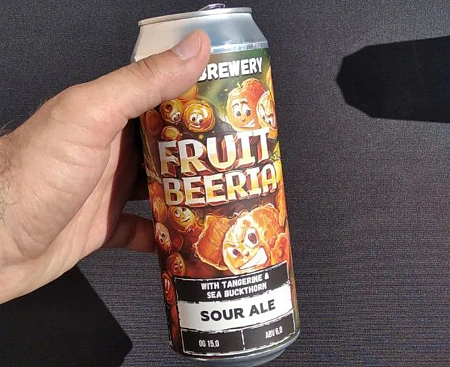 BREWERY
FRUIT
BEERIA
WITH TANGERINE &
SEA BUCKTHORN
SOUR ALE
OG 15.0 ABV 6.0